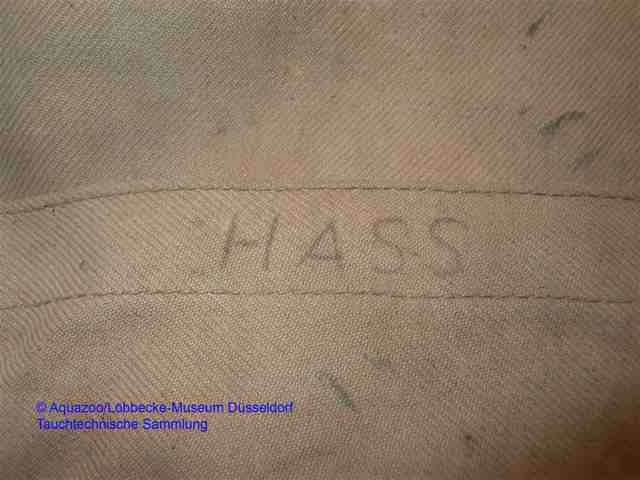 HASS
© Aquazoo/Löbbecke-Museum Düsseldorf
Tauchtechnische Sammlung